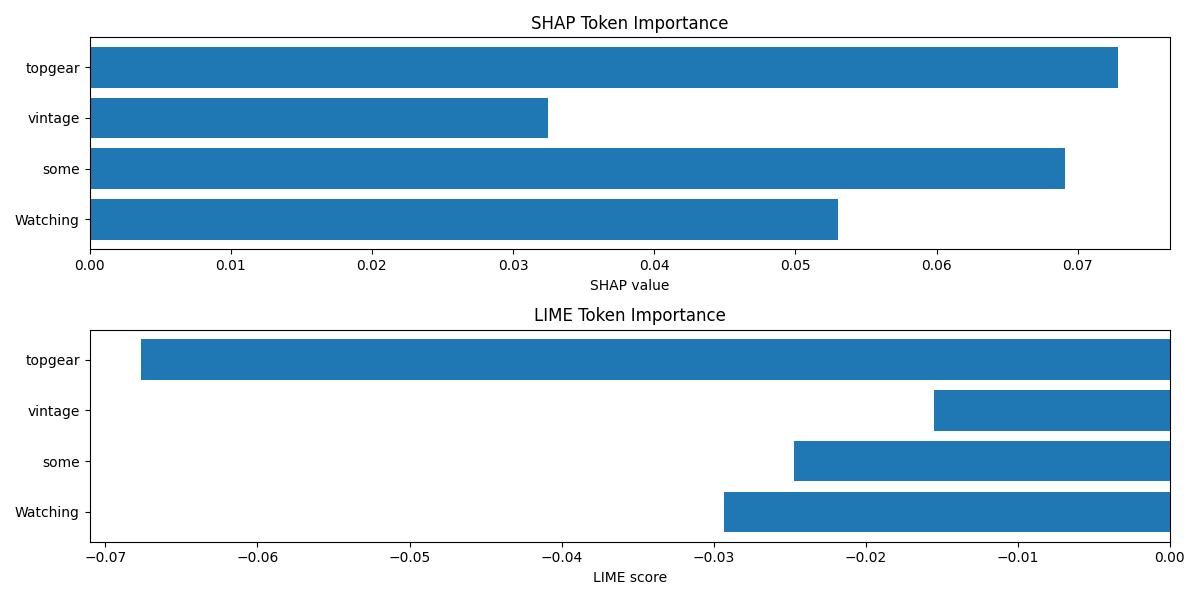 SHAP Token Importance
topgear
vintage
some
Watching
0.00 0.01 0.02 0.03 0.04 0.05 0.06 0.07
SHAP value
LIME Token Importance
topgear
vintage
some
Watching
−0.07 −0.06 −0.05 −0.04 −0.03 −0.02 −0.01 0.00
LIME score